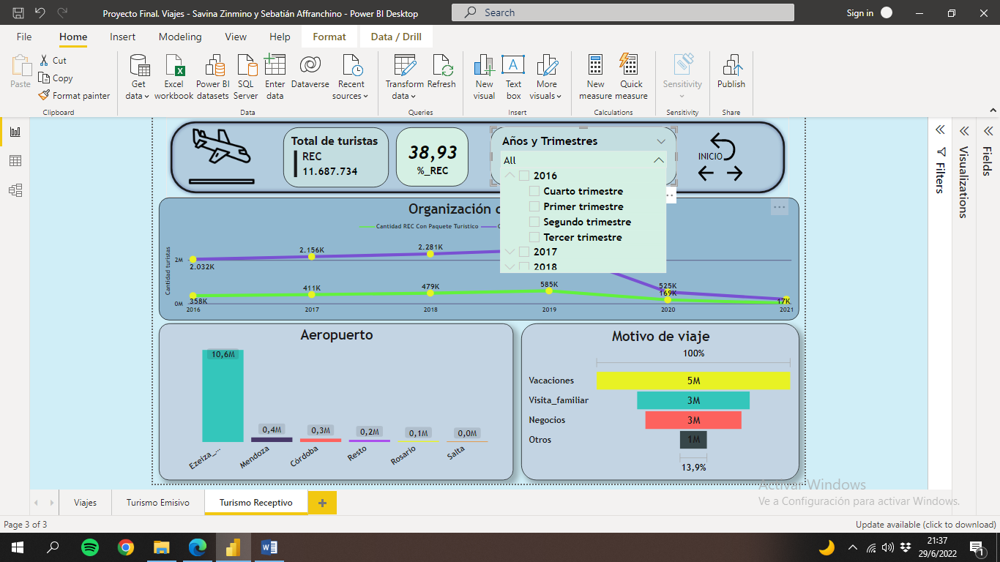 Proyecto Final. Viajes - Savina Zinmino y Sebatián Affranchino - Power BI Desktop
Search
Sign in
File
Home
Insert
Modeling
View
Help
Format
Data / Drill
Paste
Cut
Copy
Format painter
Get data
Excel workbook
Power BI datasets
SQL Server
Enter data
Dataverse
Recent sources
Transform data
Refresh
New visual
Text box
More visuals
New measure
Quick measure
Sensitivity
Publish
Clipboard
Data
Queries
Insert
Calculations
Sensitivity
Share
Total de turistas
REC
11.687.734
38,93
%_REC
Años y Trimestres
All
2016
Cuarto trimestre
Primer trimestre
Segundo trimestre
Tercer trimestre
2017
2018
INICIO
Filters
Visualizations
Fields
Organización
Cantidad REC Con Paquete Turistico
Cantidad turistas
2M
0M
2.032K
2.156K
2.281K
525K
358K
411K
479K
585K
169K
17K
2016
2017
2018
2019
2020
2021
Aeropuerto
10,6M
0,4M
0,3M
0,2M
0,1M
0,0M
Ezeiza_...
Mendoza
Córdoba
Resto
Rosario
Salta
Motivo de viaje
100%
Vacaciones 5M
Visita_familiar 3M
Negocios 3M
Otros 1M
13,9%
Activar Windows
Ve a Configuración para activar Windows.
Viajes
Turismo Emisivo
Turismo Receptivo
Page 3 of 3
Update available (click to download)
21:37
29/6/2022
1